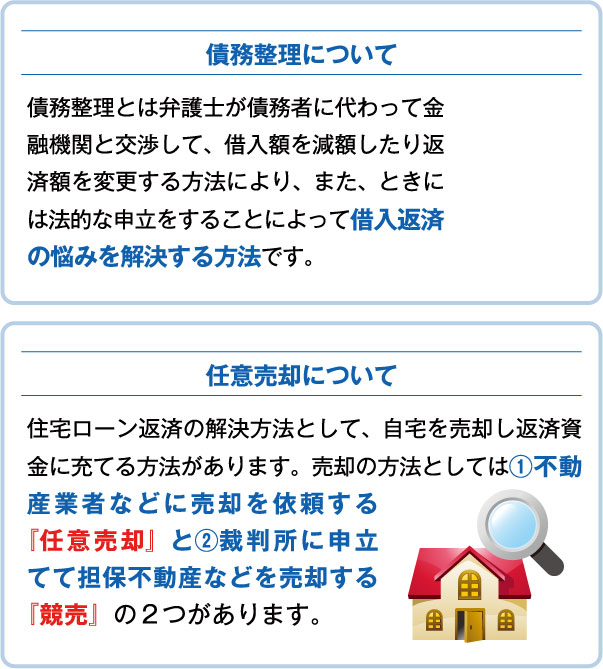 債務整理について
債務整理とは弁護士が債務者に代わって金
融機関と交渉して、借入額を減額したり返
済額を変更する方法により、また、ときに
は法的な申立をすることによって借入返済
の悩みを解決する方法です。
任意売却について
住宅ローン返済の解決方法として、自宅を売却し返済資
金に充てる方法があります。売却の方法としては①不動
産業者などに売却を依頼する
『任意売却』と②裁判所に申立
てて担保不動産などを売却する
『競売』の２つがあります。